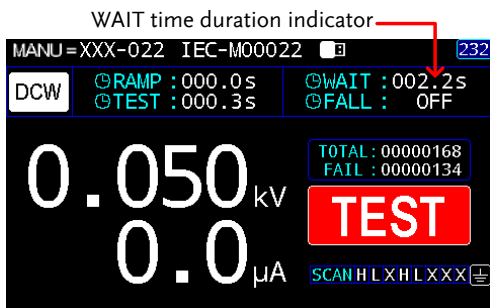 WAIT time duration indicator
MANU=XXX-022 IEC-M00022 232
DCW RAMP :000.0s WAIT :002.2s
TEST :000.3s FALL : OFF
0.050 kV
TOTAL:00000168
FAIL :00000134
TEST
0.0 µA
SCAN H L X H L X X X